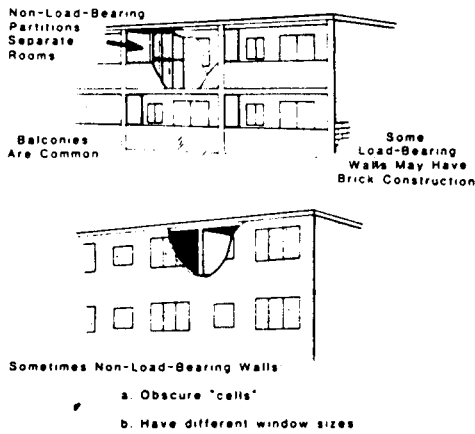 Non-Load-Bearing
Partitions
Separate
Rooms
Balconies
Are Common
Some
Load-Bearing
Walls May Have
Brick Construction
Sometimes Non-Load-Bearing Walls
a. Obscure "cells"
b. Have different window sizes